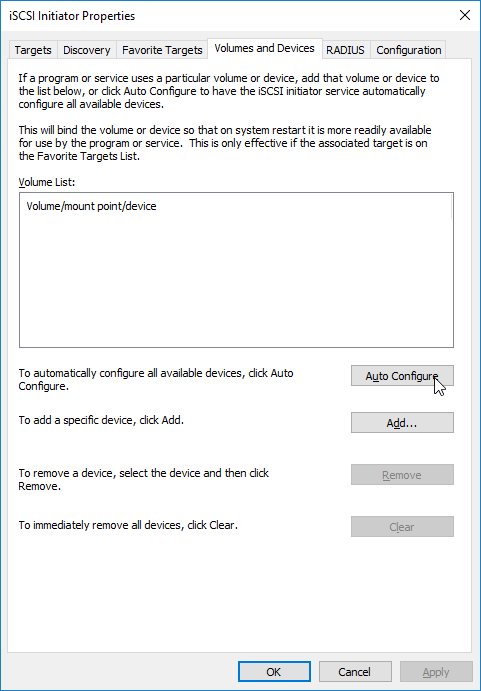 iSCSI Initiator Properties
Targets Discovery Favorite Targets Volumes and Devices RADIUS Configuration
If a program or service uses a particular volume or device, add that volume or device to
the list below, or click Auto Configure to have the iSCSI initiator service automatically
configure all available devices.
This will bind the volume or device so that on system restart it is more readily available
for use by the program or service.  This is only effective if the associated target is on
the Favorite Targets List.
Volume List:
Volume/mount point/device
To automatically configure all available devices, click Auto
Configure.
Auto Configure
To add a specific device, click Add.
Add...
To remove a device, select the device and then click
Remove.
Remove
To immediately remove all devices, click Clear.
Clear
OK Cancel Apply